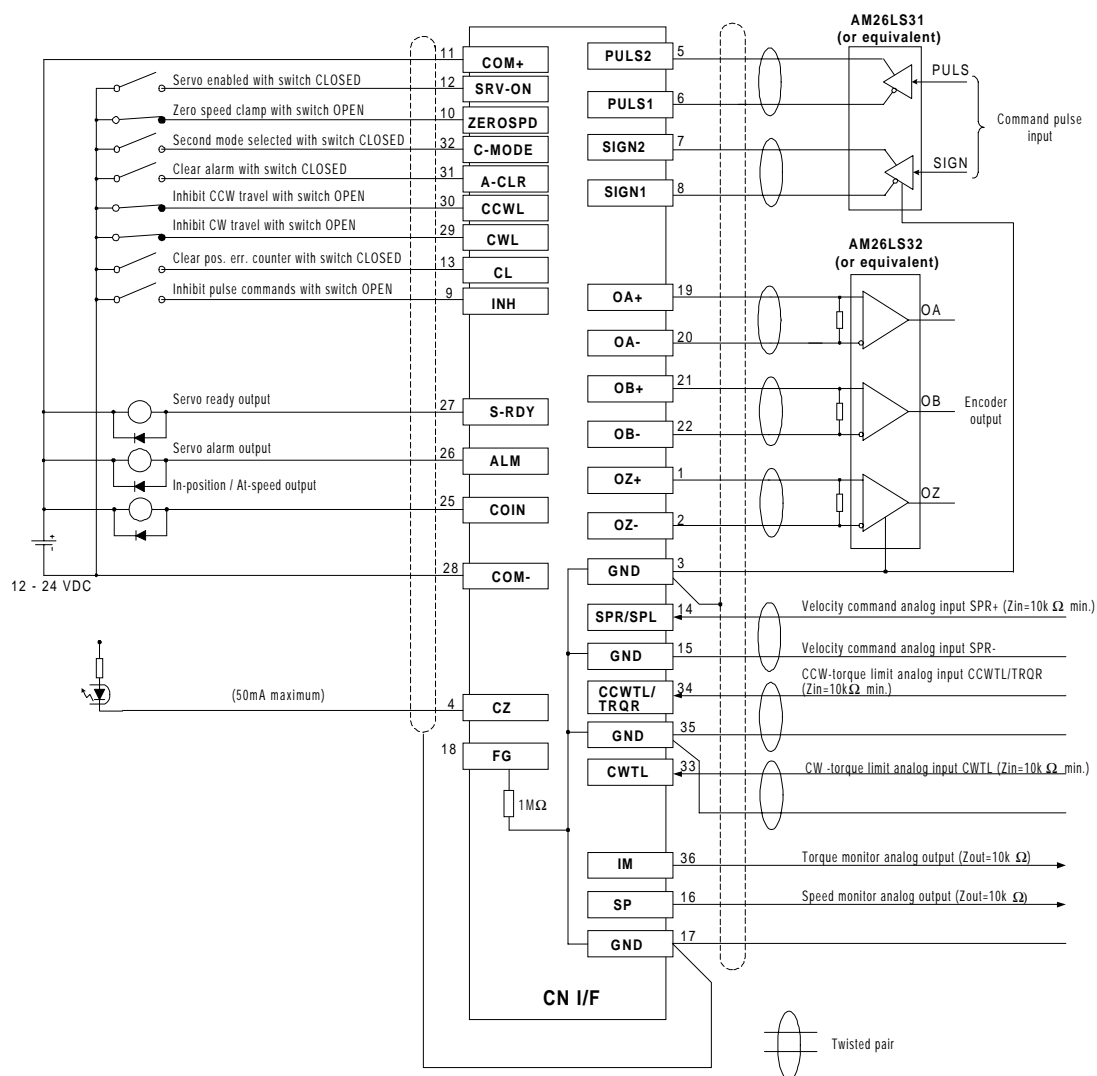 AM26LS31
(or equivalent)
11 COM+
Servo enabled with switch CLOSED 12 SRV-ON
Zero speed clamp with switch OPEN 10 ZEROSPD
Second mode selected with switch CLOSED 32 C-MODE
Clear alarm with switch CLOSED 31 A-CLR
Inhibit CCW travel with switch OPEN 30 CCWL
Inhibit CW travel with switch OPEN 29 CWL
Clear pos. err. counter with switch CLOSED 13 CL
Inhibit pulse commands with switch OPEN 9 INH
Servo ready output 27 S-RDY
Servo alarm output 26 ALM
In-position / At-speed output 25 COIN
+
-
12 - 24 VDC
28 COM-
(50mA maximum) 4 CZ
18 FG
1MΩ
PULS2 5
PULS
PULS1 6
Command pulse
input
SIGN2 7
SIGN
SIGN1 8
AM26LS32
(or equivalent)
OA+ 19
OA
OA- 20
OB+ 21
OB
Encoder
output
OB- 22
OZ+ 1
OZ
OZ- 2
GND 3
SPR/SPL 14 Velocity command analog input SPR+ (Zin=10k Ω min.)
GND 15 Velocity command analog input SPR-
CCWTL/
TRQR 34 CCW-torque limit analog input CCWTL/TRQR
(Zin=10kΩ min.)
GND 35
CWTL 33 CW -torque limit analog input CWTL (Zin=10k Ω min.)
IM 36 Torque monitor analog output (Zout=10k Ω)
SP 16 Speed monitor analog output (Zout=10k Ω)
GND 17
CN I/F
Twisted pair